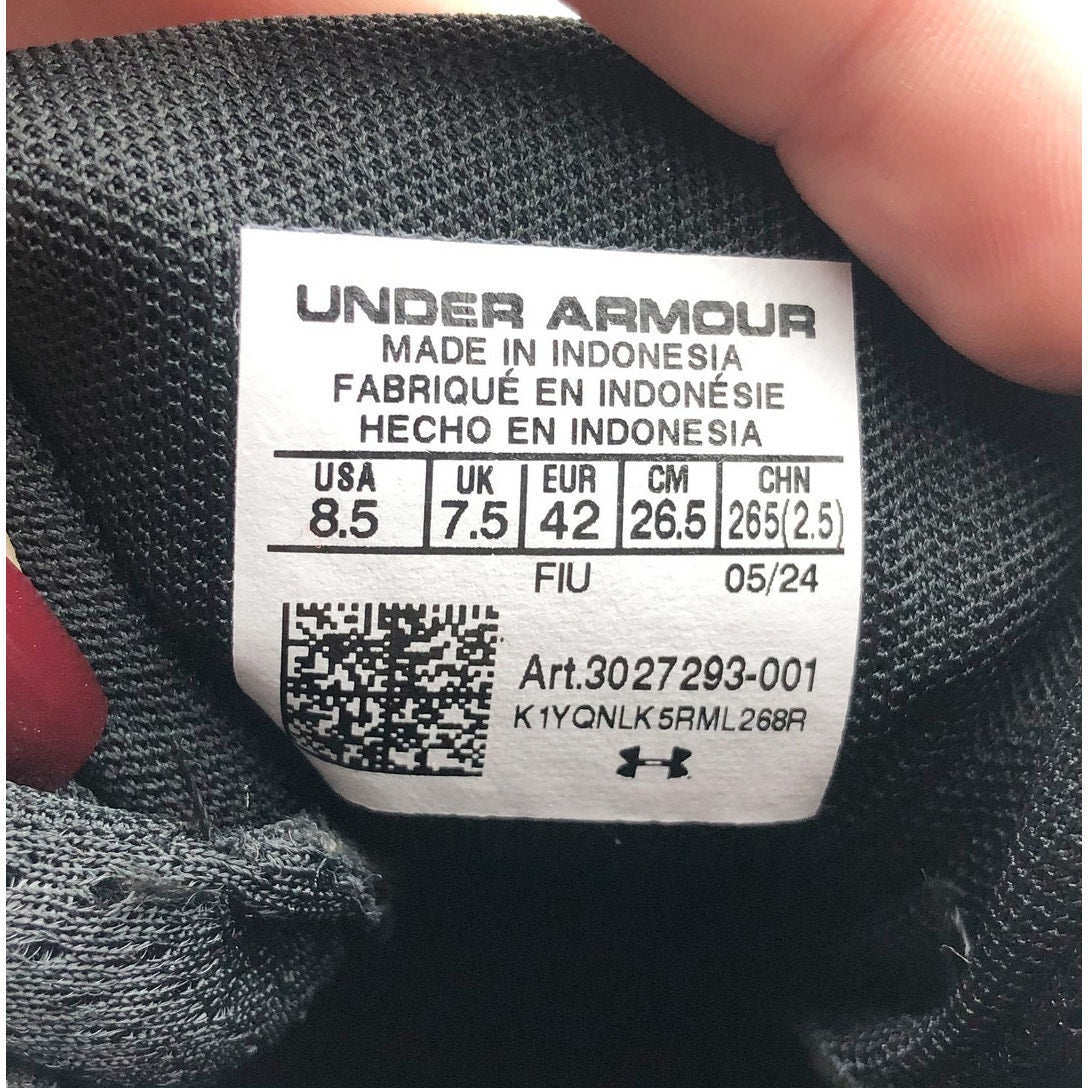 UNDER ARMOUR
MADE IN INDONESIA
FABRIQUÉ EN INDONÉSIE
HECHO EN INDONESIA
USA UK EUR CM CHN
8.5 7.5 42 26.5 265(2.5)
FIU 05/24
Art.3027293-001
K1YQNLK5RML268R